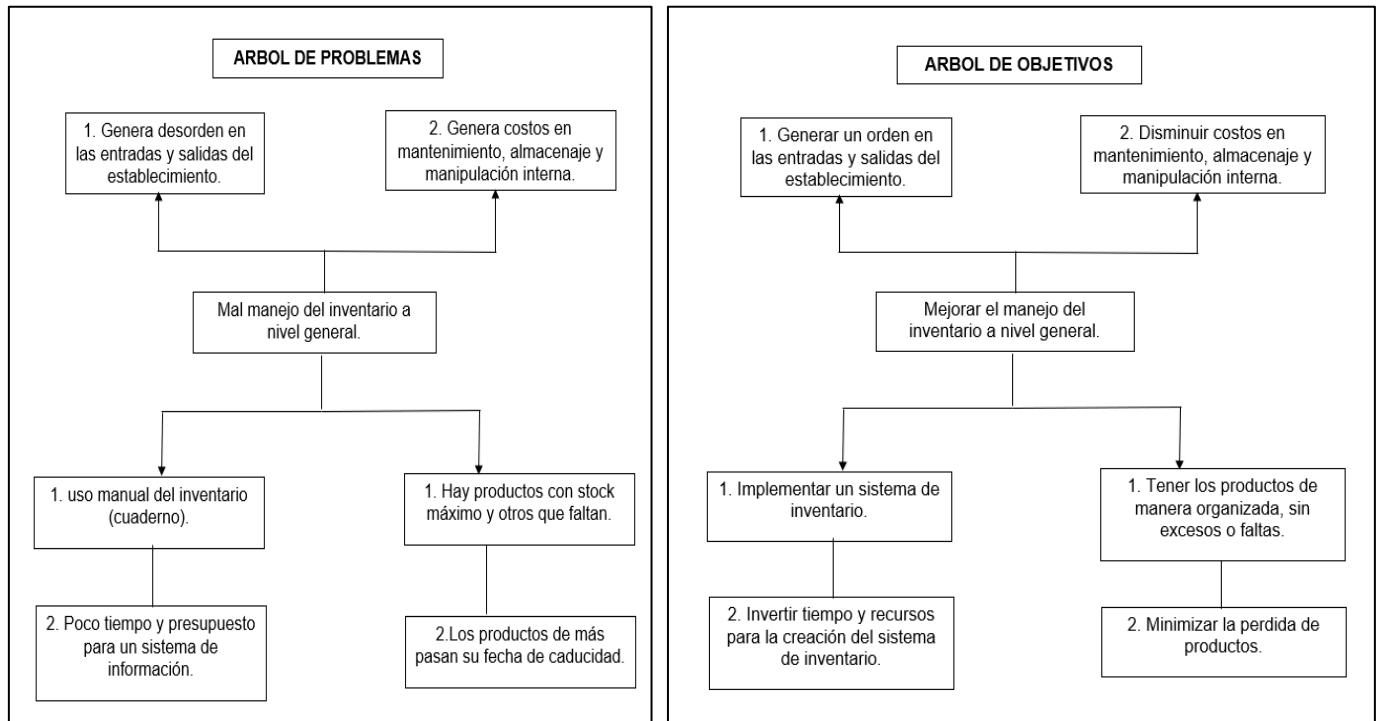 ARBOL DE PROBLEMAS
1. Genera desorden en
las entradas y salidas del
establecimiento.
2. Genera costos en
mantenimiento, almacenaje y
manipulación interna.
Mal manejo del inventario a
nivel general.
1. uso manual del inventario
(cuaderno).
1. Hay productos con stock
máximo y otros que faltan.
2. Poco tiempo y presupuesto
para un sistema de
información.
2.Los productos de más
pasan su fecha de caducidad.
ARBOL DE OBJETIVOS
1. Generar un orden en
las entradas y salidas del
establecimiento.
2. Disminuir costos en
mantenimiento, almacenaje y
manipulación interna.
Mejorar el manejo del
inventario a nivel general.
1. Implementar un sistema de
inventario.
1. Tener los productos de
manera organizada, sin
excesos o faltas.
2. Invertir tiempo y recursos
para la creación del sistema
de inventario.
2. Minimizar la perdida de
productos.